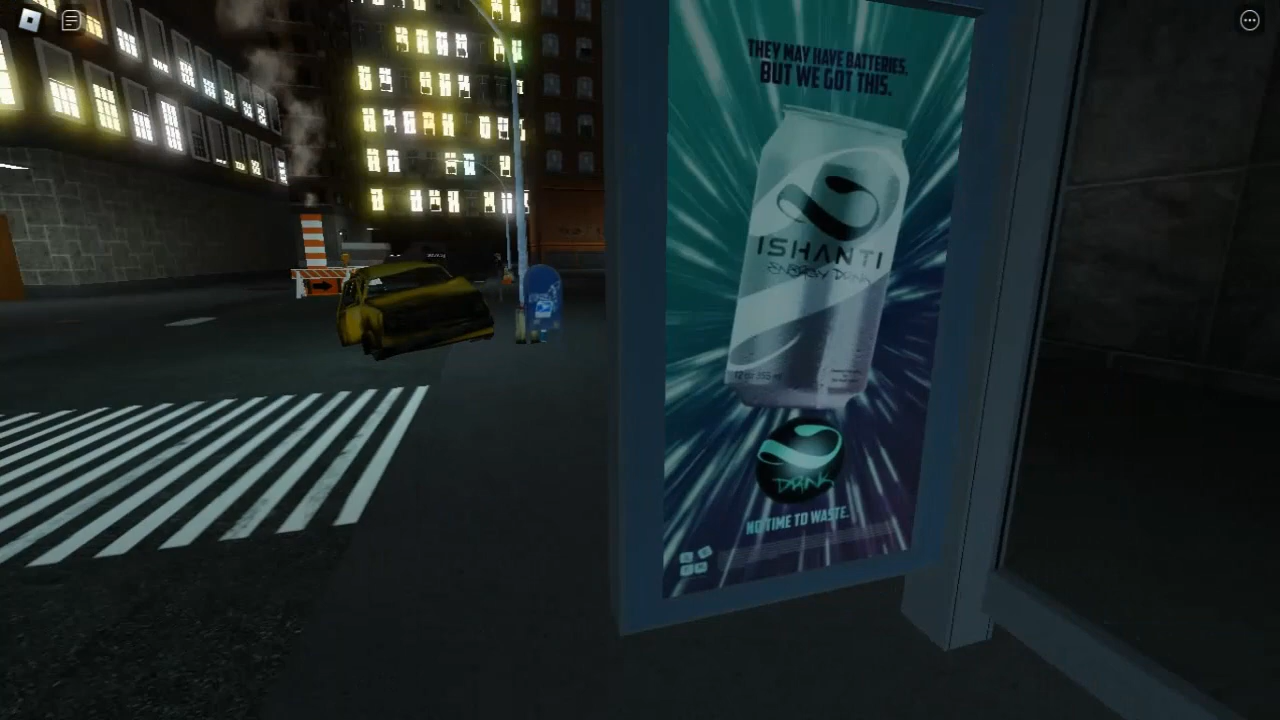 THEY MAY HAVE BATTERIES.
BUT WE GOT THIS.
ISHANTI
ENERGY DRINK
DRINK
NO TIME TO WASTE.